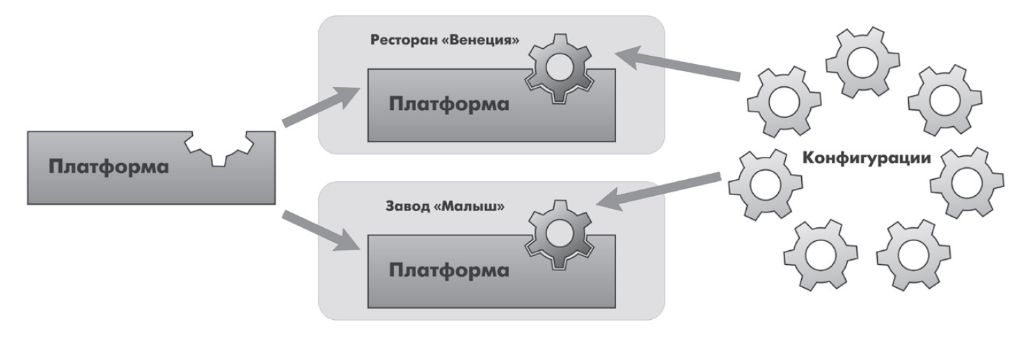 Ресторан «Венеция»
Платформа
Платформа
Конфигурации
Завод «Малыш»
Платформа